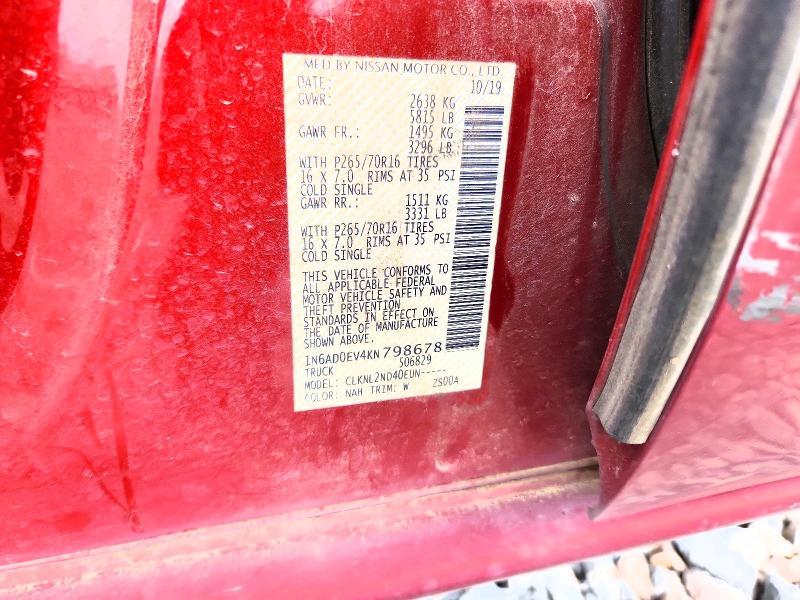 MFD BY NISSAN MOTOR CO., LTD.
DATE: 10/19
GVWR: 2638 KG
5815 LB
GAWR FR.: 1495 KG
3296 LB
WITH P265/70R16 TIRES
16 X 7.0 RIMS AT 35 PSI
COLD SINGLE
GAWR RR.: 1511 KG
3331 LB
WITH P265/70R16 TIRES
16 X 7.0 RIMS AT 35 PSI
COLD SINGLE
THIS VEHICLE CONFORMS TO
ALL APPLICABLE FEDERAL
MOTOR VEHICLE SAFETY AND
THEFT PREVENTION
STANDARDS IN EFFECT ON
THE DATE OF MANUFACTURE
SHOWN ABOVE.
1N6AD0EV4KN798678
TRUCK S06829
MODEL: CLKNL2ND40EUN-----
COLOR: NAH TRIM: W 2S00A